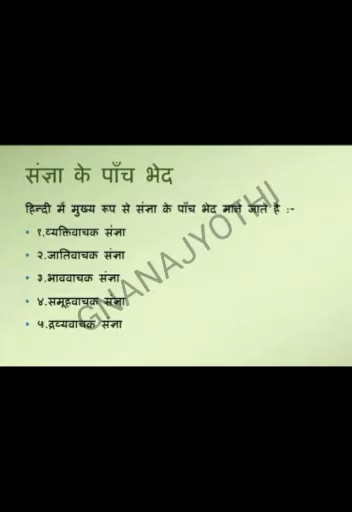 संज्ञा के पाँच भेद
हिन्दी में मुख्य रूप से संज्ञा के पाँच भेद माने जाते है :-
• १.व्यक्तिवाचक संज्ञा
• २.जातिवाचक संज्ञा
• ३.भाववाचक संज्ञा
• ४.समूहवाचक संज्ञा
• ५.द्रव्यवाचक संज्ञा
GNANAJYOTHI